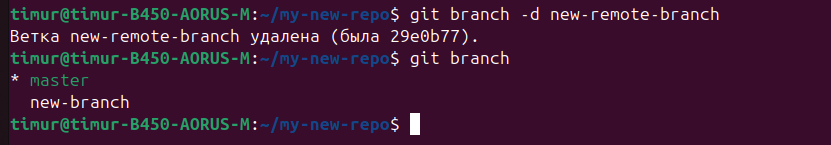 timur@timur-B450-AORUS-M:~/my-new-repo$ git branch -d new-remote-branch
Ветка new-remote-branch удалена (была 29e0b77).
timur@timur-B450-AORUS-M:~/my-new-repo$ git branch
* master
  new-branch
timur@timur-B450-AORUS-M:~/my-new-repo$